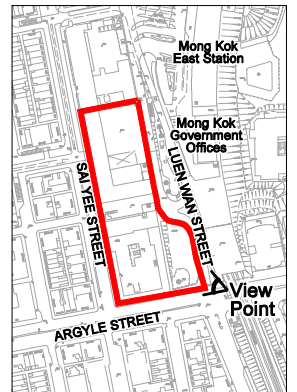 Mong Kok
East Station
Mong Kok
Government
Offices
SAI YEE STREET
LUEN WAN STREET
View
Point
ARGYLE STREET